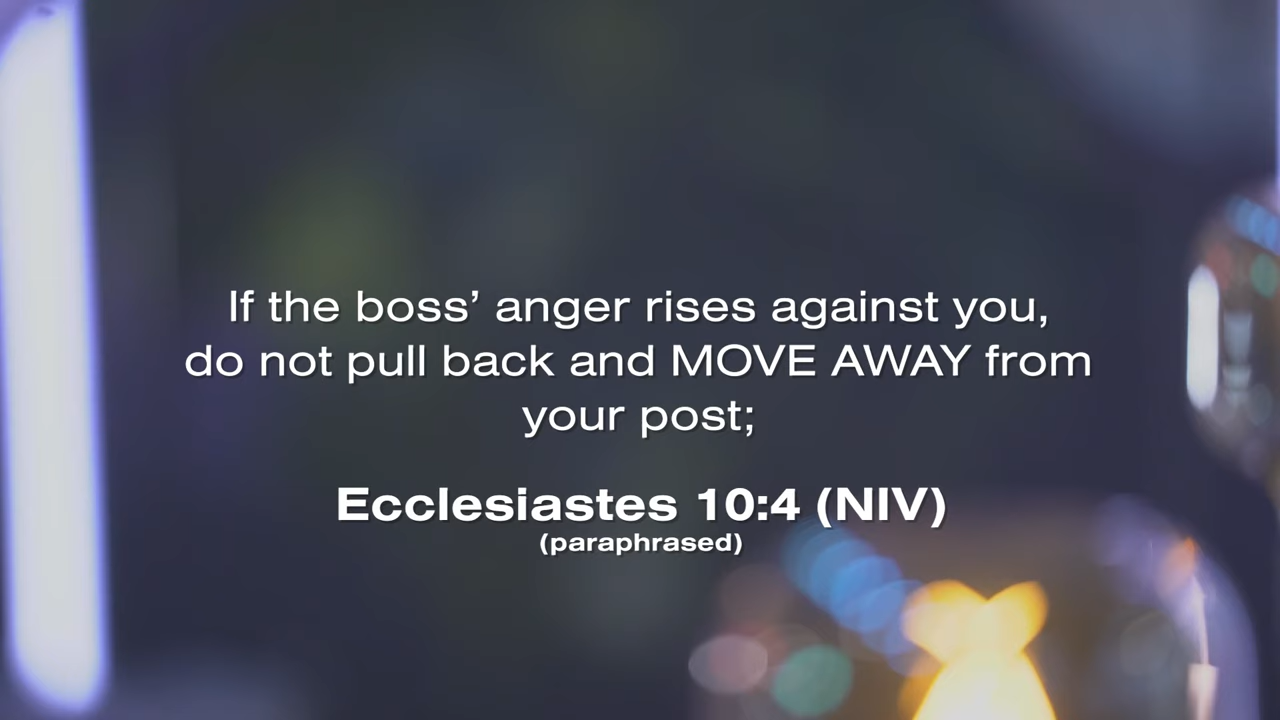 If the boss’ anger rises against you,
do not pull back and MOVE AWAY from
your post;
Ecclesiastes 10:4 (NIV)
(paraphrased)